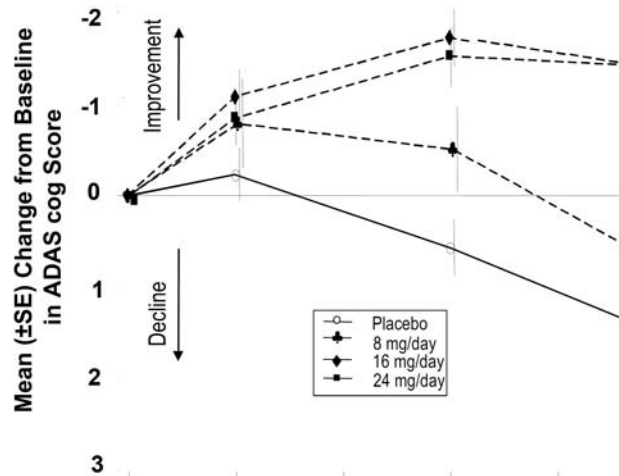 -2
-1
0
1
2
3
Mean (±SE) Change from Baseline
in ADAS cog Score
Improvement
Decline
Placebo
8 mg/day
16 mg/day
24 mg/day